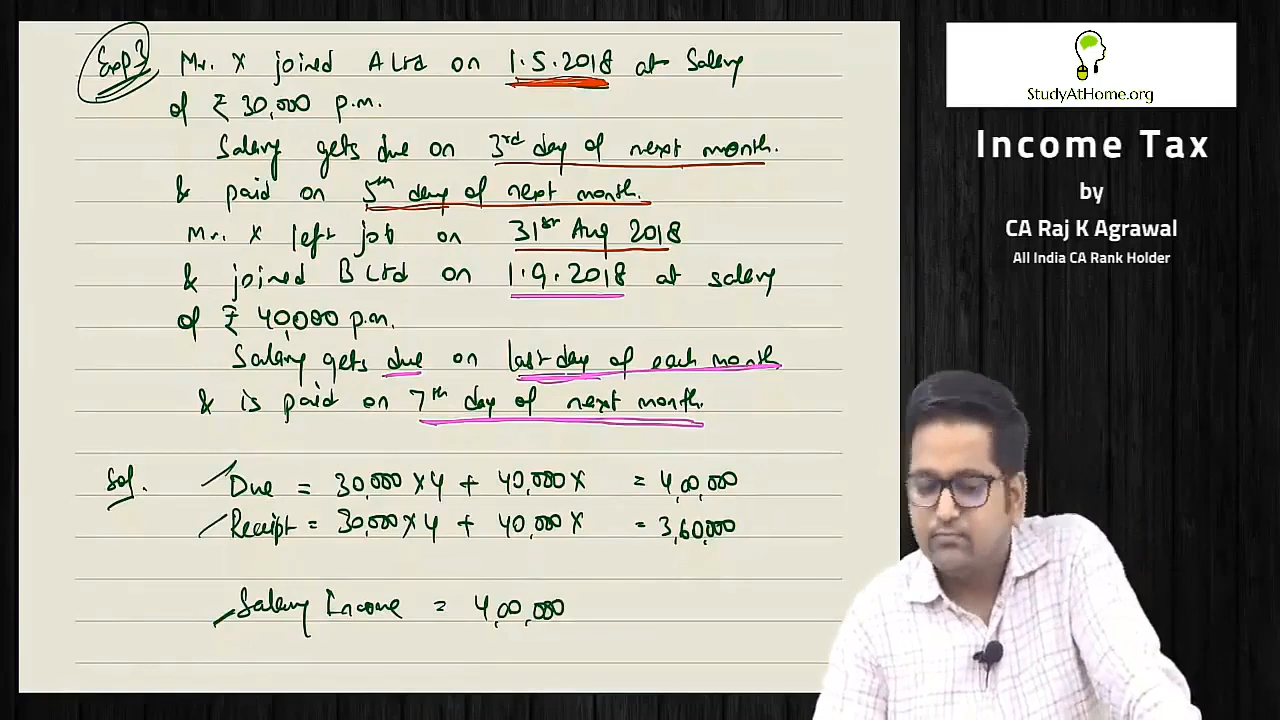 Exp 3 Mr. X joined A Ltd on 1.5.2018 at Salary
of ₹ 30,000 p.m.
Salary gets due on 3rd day of next month.
& paid on 5th day of next month.
Mr. X left job on 31st Aug 2018
& joined B Ltd on 1.9.2018 at salary
of ₹ 40,000 p.m.
Salary gets due on last day of each month
& is paid on 7th day of next month.
Sol. Due = 30,000 X 4 + 40,000 X = 4,00,000
Receipt = 30,000 X 4 + 40,000 X = 3,60,000
Salary Income = 4,00,000
StudyAtHome.org
Income Tax
by
CA Raj K Agrawal
All India CA Rank Holder